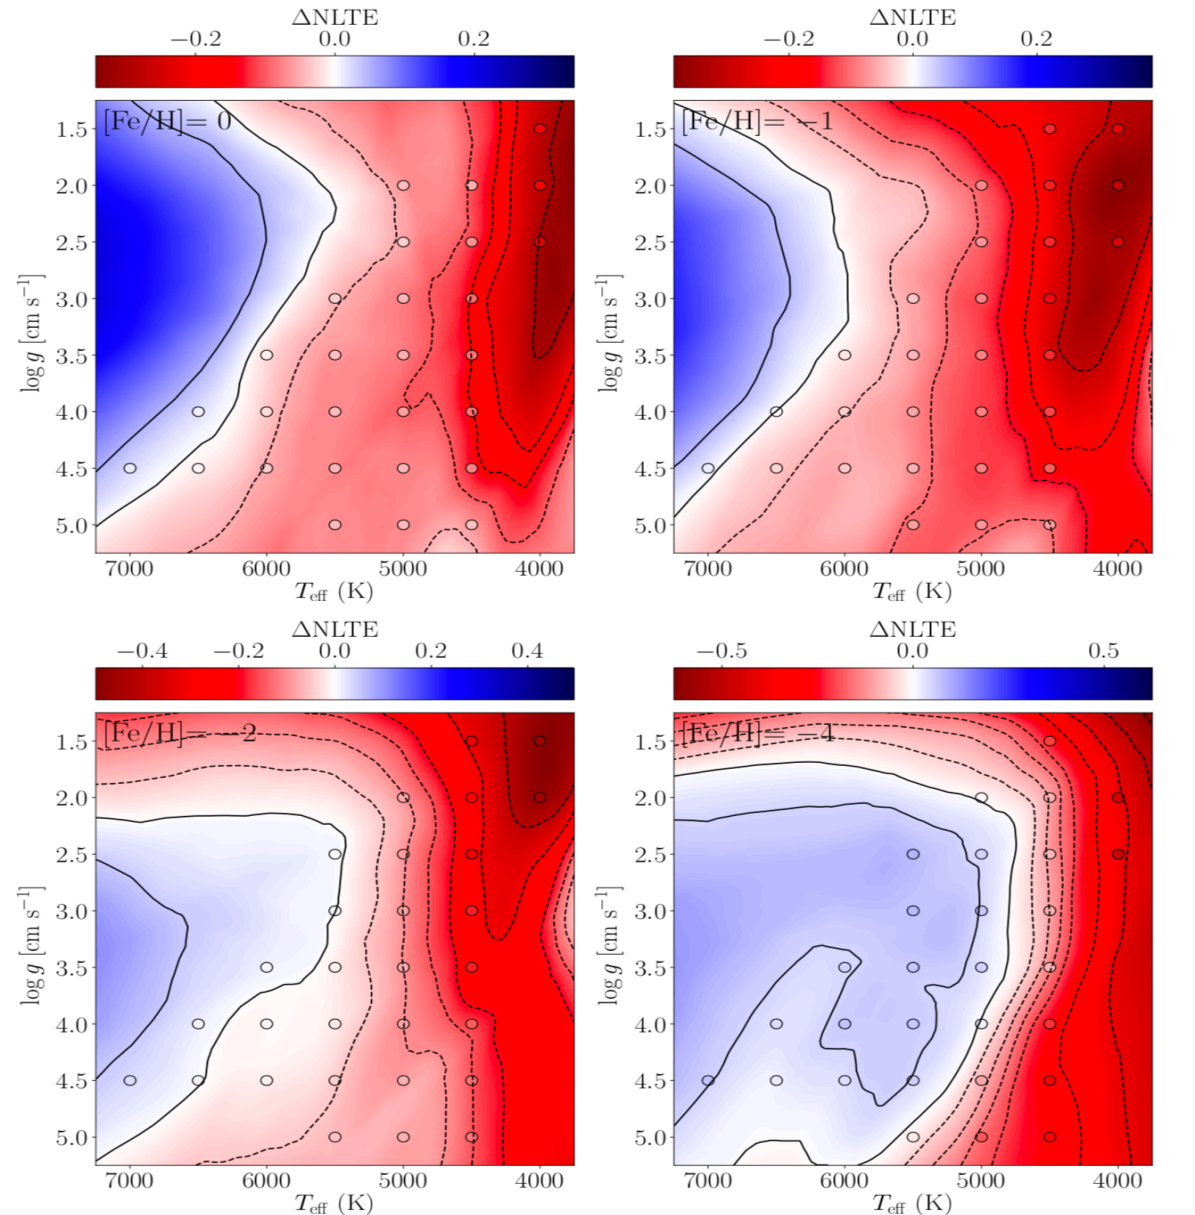 ΔNLTE
−0.2 0.0 0.2
[Fe/H]= 0
1.5
2.0
2.5
3.0
3.5
4.0
4.5
5.0
log g [cm s⁻¹]
7000 6000 5000 4000
T_eff (K)
ΔNLTE
−0.2 0.0 0.2
[Fe/H]= −1
1.5
2.0
2.5
3.0
3.5
4.0
4.5
5.0
log g [cm s⁻¹]
7000 6000 5000 4000
T_eff (K)
ΔNLTE
−0.4 −0.2 0.0 0.2 0.4
[Fe/H]= −2
1.5
2.0
2.5
3.0
3.5
4.0
4.5
5.0
log g [cm s⁻¹]
7000 6000 5000 4000
T_eff (K)
ΔNLTE
−0.5 0.0 0.5
[Fe/H]= −4
1.5
2.0
2.5
3.0
3.5
4.0
4.5
5.0
log g [cm s⁻¹]
7000 6000 5000 4000
T_eff (K)